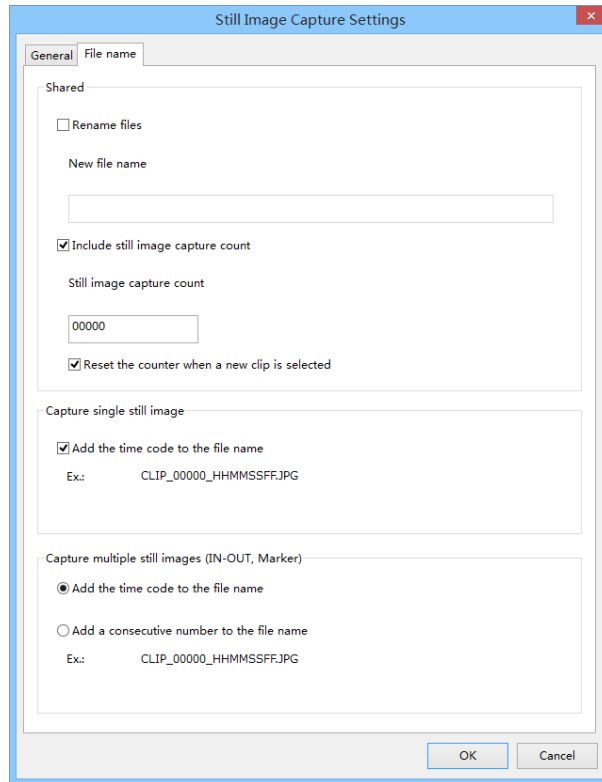 Still Image Capture Settings
General
File name
Shared
Rename files
New file name
Include still image capture count
Still image capture count
00000
Reset the counter when a new clip is selected
Capture single still image
Add the time code to the file name
Ex.: CLIP_00000_HHMMSSFF.JPG
Capture multiple still images (IN-OUT, Marker)
Add the time code to the file name
Add a consecutive number to the file name
Ex.: CLIP_00000_HHMMSSFF.JPG
OK Cancel